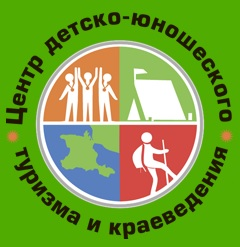 Центр детско-юношеского
туризма и краеведения